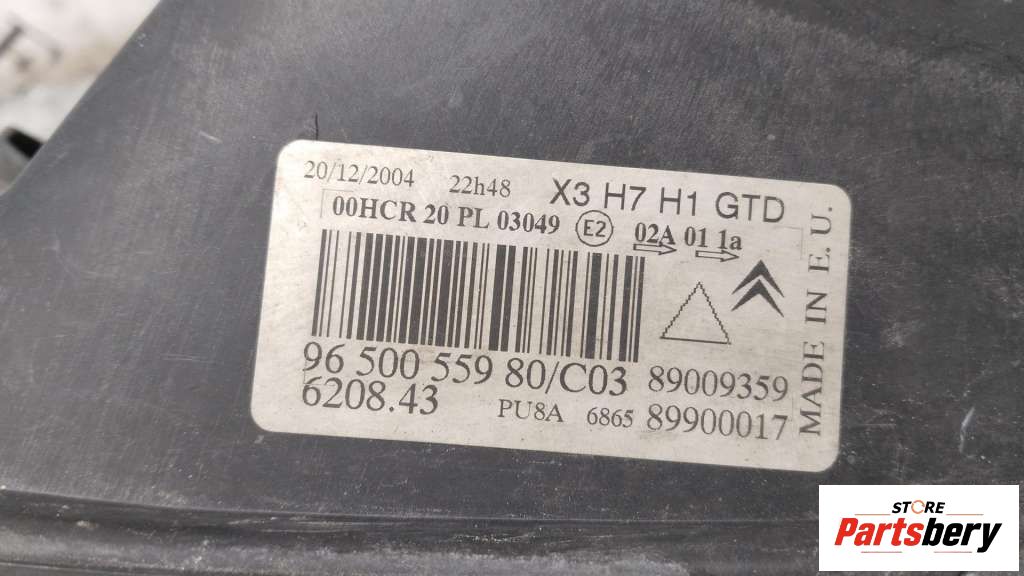 20/12/2004 22h48 X3 H7 H1 GTD
00HCR 20 PL 03049 E2 02A 01 1a
96 500 559 80/C03 89009359
6208.43 PU8A 6865 89900017
MADE IN E. U.
STORE
Partsbery